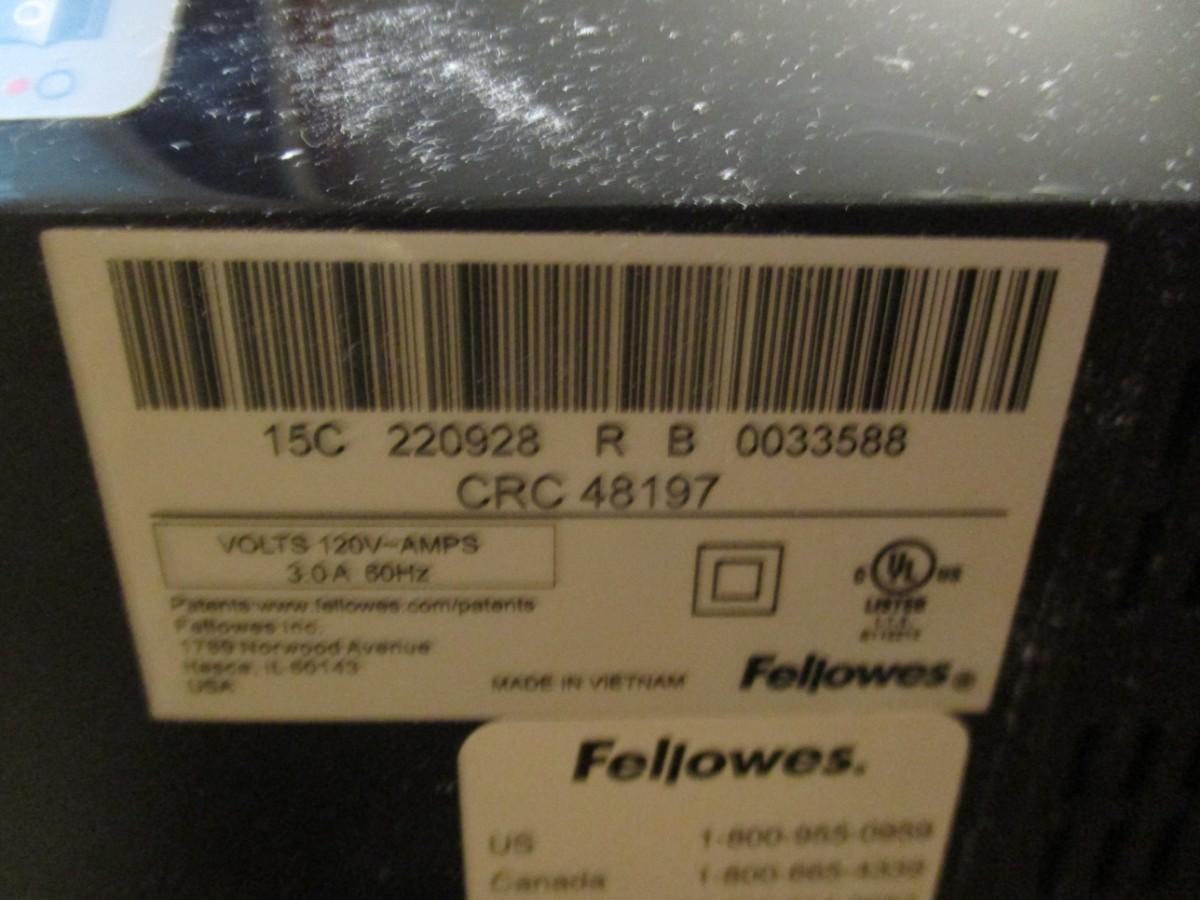 15C 220928 R B 0033588
CRC 48197
VOLTS 120V~AMPS
3.0A 60Hz
Patents:www.fellowes.com/patents
Fellowes Inc.
1789 Norwood Avenue
Itasca, IL 60143
USA
MADE IN VIETNAM
C UL US
LISTED
I.T.E.
Fellowes®
Fellowes.
US 1-800-955-0959
Canada 1-800-665-4339